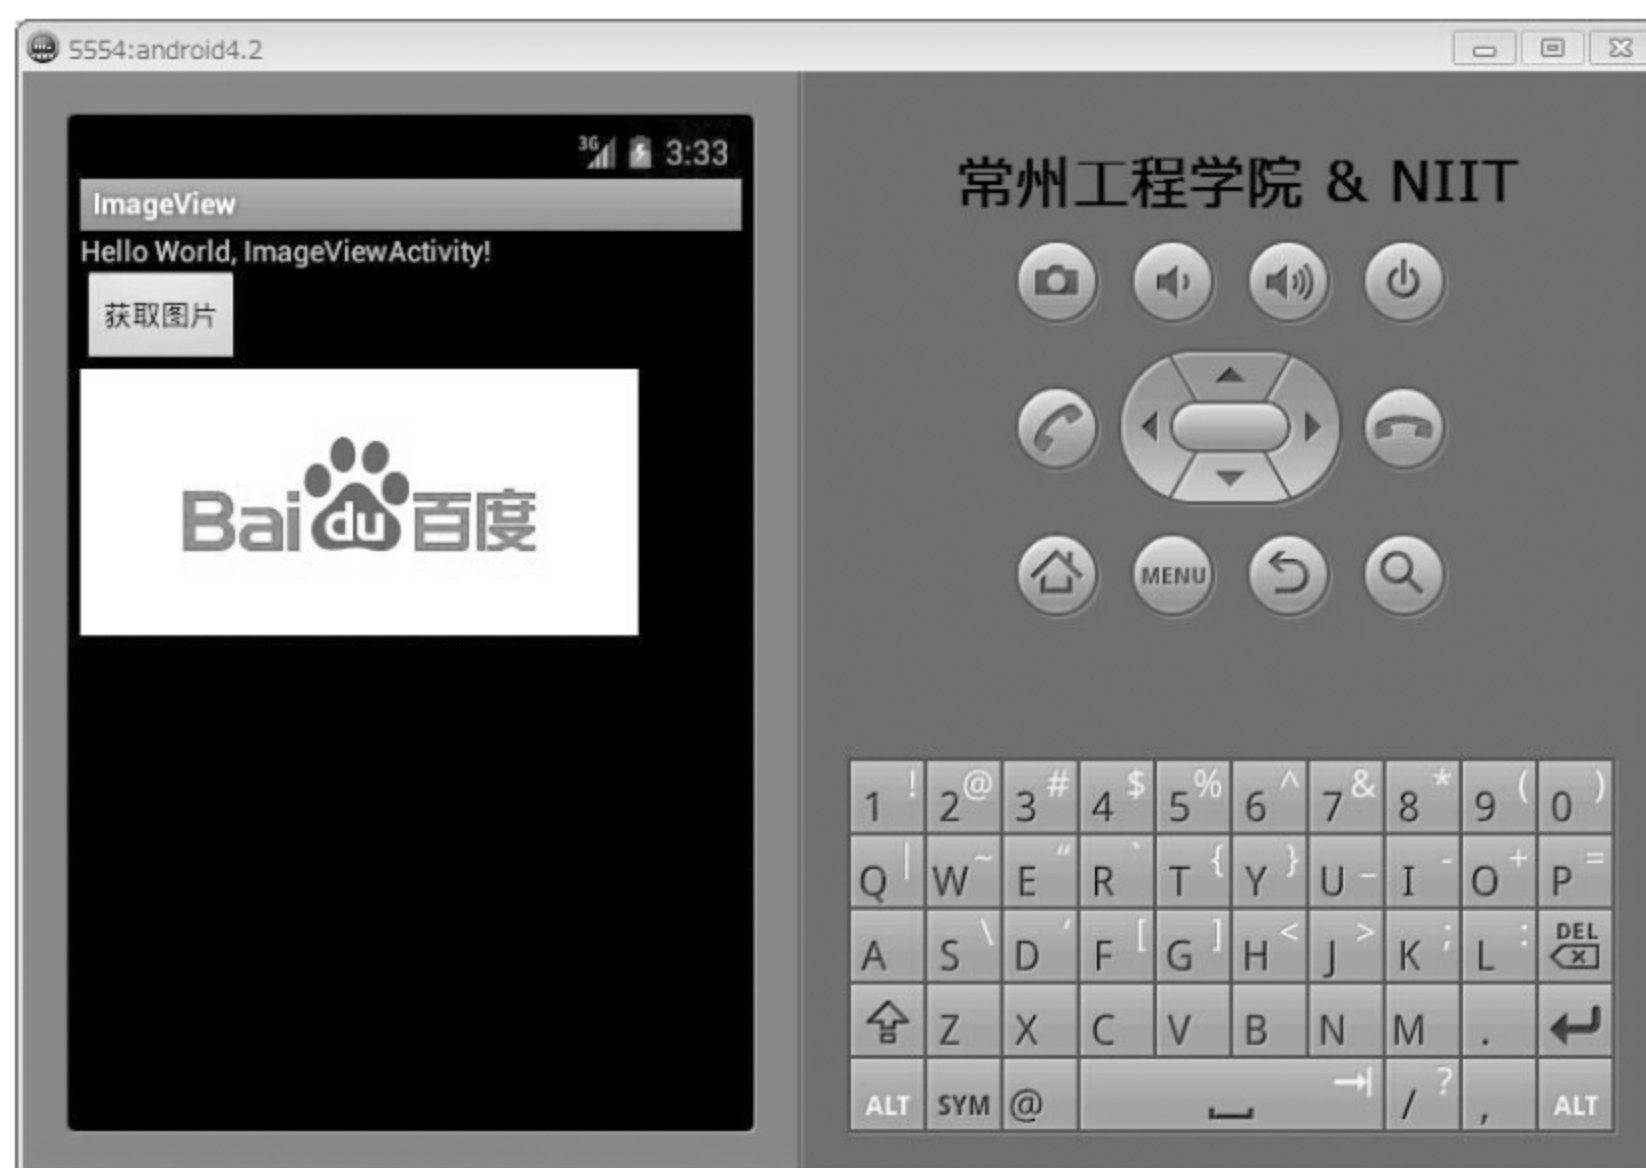 5554:android4.2
3G 3:33
ImageView
Hello World, ImageViewActivity!
获取图片
Bai du 百度
常州工程学院 & NIIT
MENU
1 ! 2 @ 3 # 4 $ 5 % 6 ^ 7 & 8 * 9 ( 0 )
Q | W ~ E “ R ` T { Y } U _ I - O + P =
A S \ D ‘ F [ G ] H < J > K ; L : DEL
Z X C V B N M .
ALT SYM @ / ? , ALT